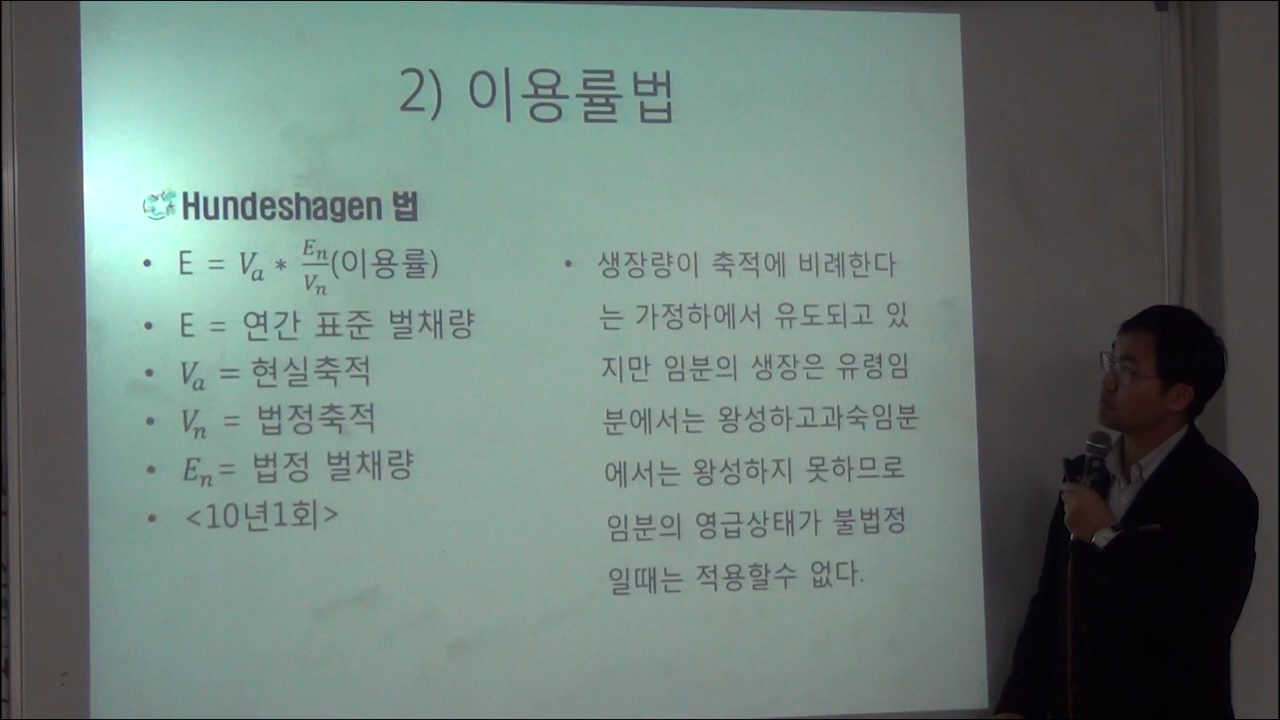 2) 이용률법
Hundeshagen 법
• E = Vₐ * Eₙ/Vₙ(이용률)
• E = 연간 표준 벌채량
• Vₐ = 현실축적
• Vₙ = 법정축적
• Eₙ= 법정 벌채량
• <10년1회>
• 생장량이 축적에 비례한다
는 가정하에서 유도되고 있
지만 임분의 생장은 유령임
분에서는 왕성하고과숙임분
에서는 왕성하지 못하므로
임분의 영급상태가 불법정
일때는 적용할수 없다.